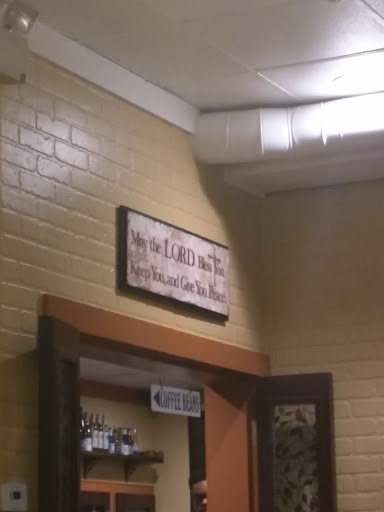 May the LORD Bless You
Keep You, and Give You Peace!
COFFEE BEANS